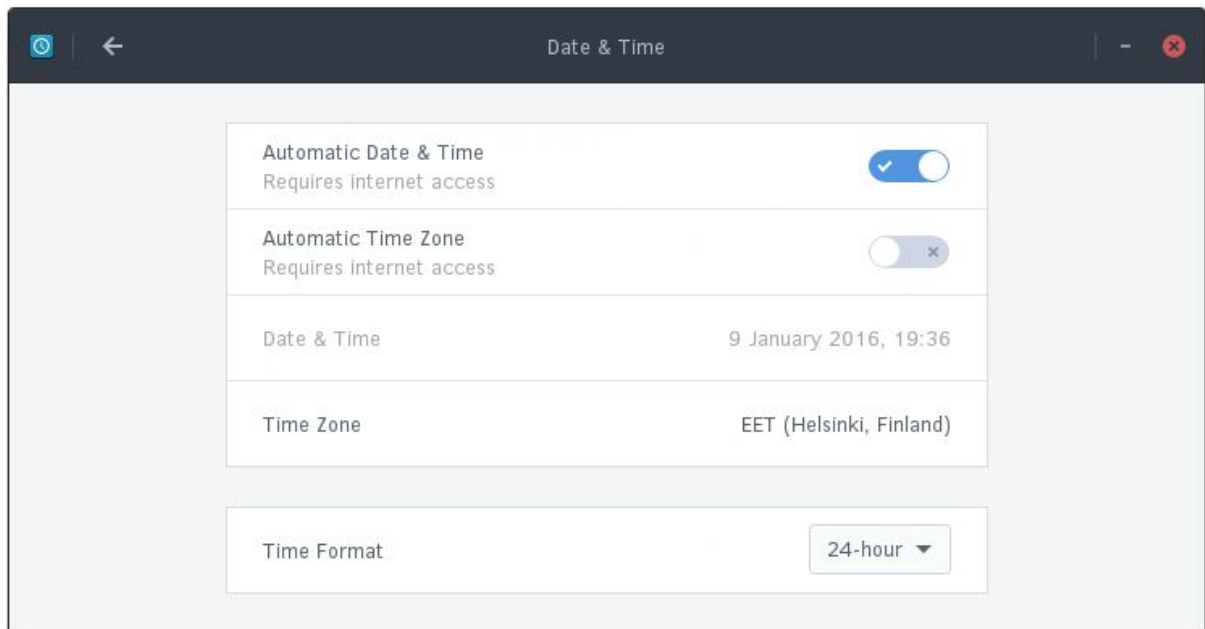 Date & Time
Automatic Date & Time
Requires internet access
Automatic Time Zone
Requires internet access
Date & Time 9 January 2016, 19:36
Time Zone EET (Helsinki, Finland)
Time Format 24-hour